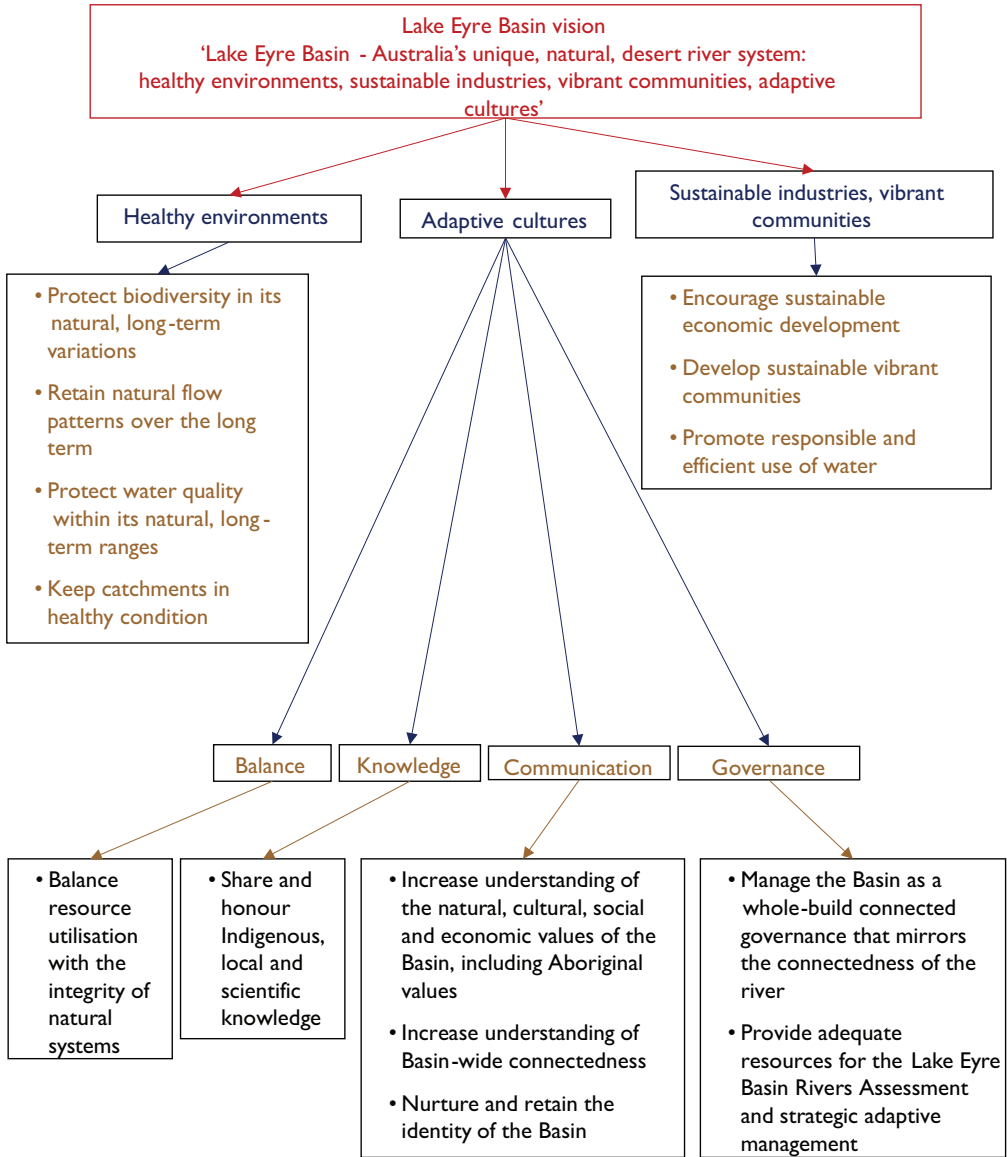 Lake Eyre Basin vision
‘Lake Eyre Basin - Australia’s unique, natural, desert river system:
healthy environments, sustainable industries, vibrant communities, adaptive
cultures’
Healthy environments
Adaptive cultures
Sustainable industries, vibrant
communities
• Protect biodiversity in its
natural, long-term
variations
• Retain natural flow
patterns over the long
term
• Protect water quality
within its natural, long-
term ranges
• Keep catchments in
healthy condition
• Encourage sustainable
economic development
• Develop sustainable vibrant
communities
• Promote responsible and
efficient use of water
Balance
Knowledge
Communication
Governance
• Balance
resource
utilisation
with the
integrity of
natural
systems
• Share and
honour
Indigenous,
local and
scientific
knowledge
• Increase understanding of
the natural, cultural, social
and economic values of the
Basin, including Aboriginal
values
• Increase understanding of
Basin-wide connectedness
• Nurture and retain the
identity of the Basin
• Manage the Basin as a
whole-build connected
governance that mirrors
the connectedness of the
river
• Provide adequate
resources for the Lake Eyre
Basin Rivers Assessment
and strategic adaptive
management